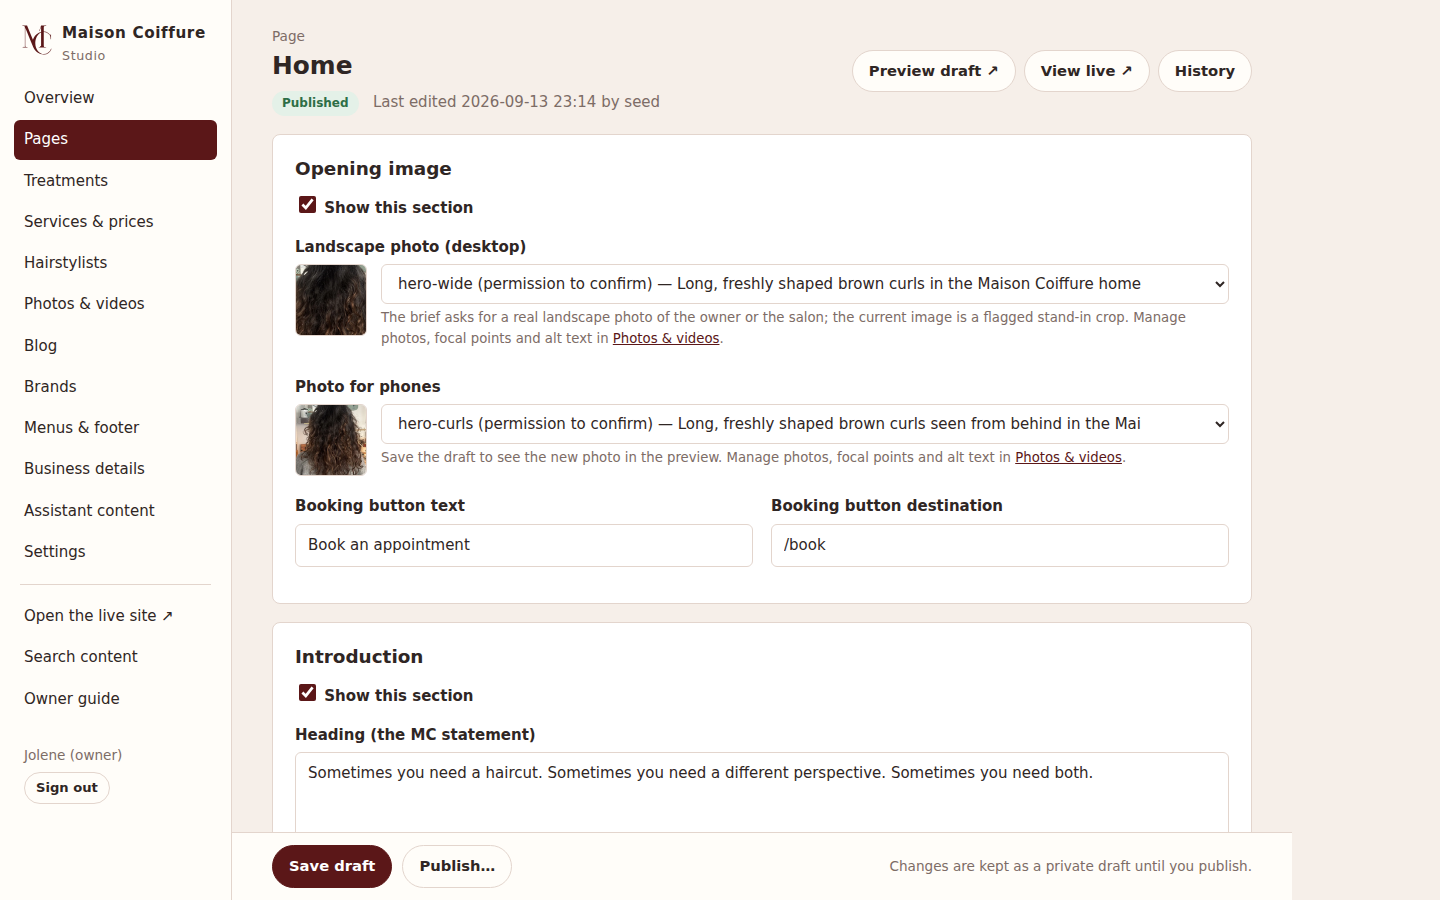 MC
Maison Coiffure
Studio
Overview
Pages
Treatments
Services & prices
Hairstylists
Photos & videos
Blog
Brands
Menus & footer
Business details
Assistant content
Settings
Open the live site ↗
Search content
Owner guide
Jolene (owner)
Sign out
Page
Home
Published
Last edited 2026-09-13 23:14 by seed
Preview draft ↗
View live ↗
History
Opening image
Show this section
Landscape photo (desktop)
hero-wide (permission to confirm) — Long, freshly shaped brown curls in the Maison Coiffure home
The brief asks for a real landscape photo of the owner or the salon; the current image is a flagged stand-in crop. Manage
photos, focal points and alt text in Photos & videos.
Photo for phones
hero-curls (permission to confirm) — Long, freshly shaped brown curls seen from behind in the Mai
Save the draft to see the new photo in the preview. Manage photos, focal points and alt text in Photos & videos.
Booking button text
Book an appointment
Booking button destination
/book
Introduction
Show this section
Heading (the MC statement)
Sometimes you need a haircut. Sometimes you need a different perspective. Sometimes you need both.
Save draft
Publish…
Changes are kept as a private draft until you publish.